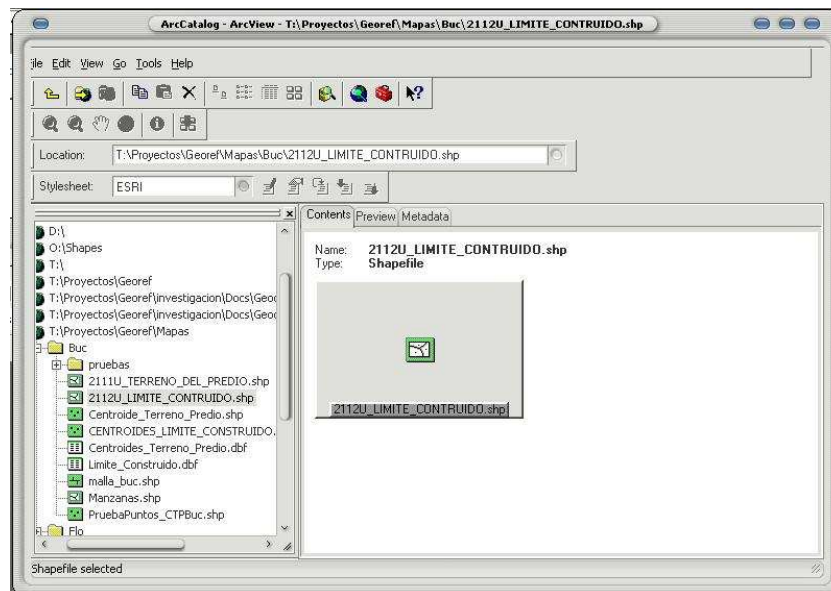 ArcCatalog - ArcView - T:\Proyectos\Georef\Mapas\Buc\2112U_LIMITE_CONTRUIDO.shp
ile Edit View Go Tools Help
Location: T:\Proyectos\Georef\Mapas\Buc\2112U_LIMITE_CONTRUIDO.shp
Stylesheet: ESRI
Contents Preview Metadata
D:\
O:\Shapes
T:\
T:\Proyectos\Georef
T:\Proyectos\Georef\investigacion\Docs\Geo
T:\Proyectos\Georef\investigacion\Docs\Geo
T:\Proyectos\Georef\Mapas
Buc
pruebas
2111U_TERRENO_DEL_PREDIO.shp
2112U_LIMITE_CONTRUIDO.shp
Centroide_Terreno_Predio.shp
CENTROIDES_LIMITE_CONSTRUIDO.
Centroides_Terreno_Predio.dbf
Limite_Construido.dbf
malla_buc.shp
Manzanas.shp
PruebaPuntos_CTPBuc.shp
Flo
Name: 2112U_LIMITE_CONTRUIDO.shp
Type: Shapefile
2112U_LIMITE_CONTRUIDO.shp
Shapefile selected